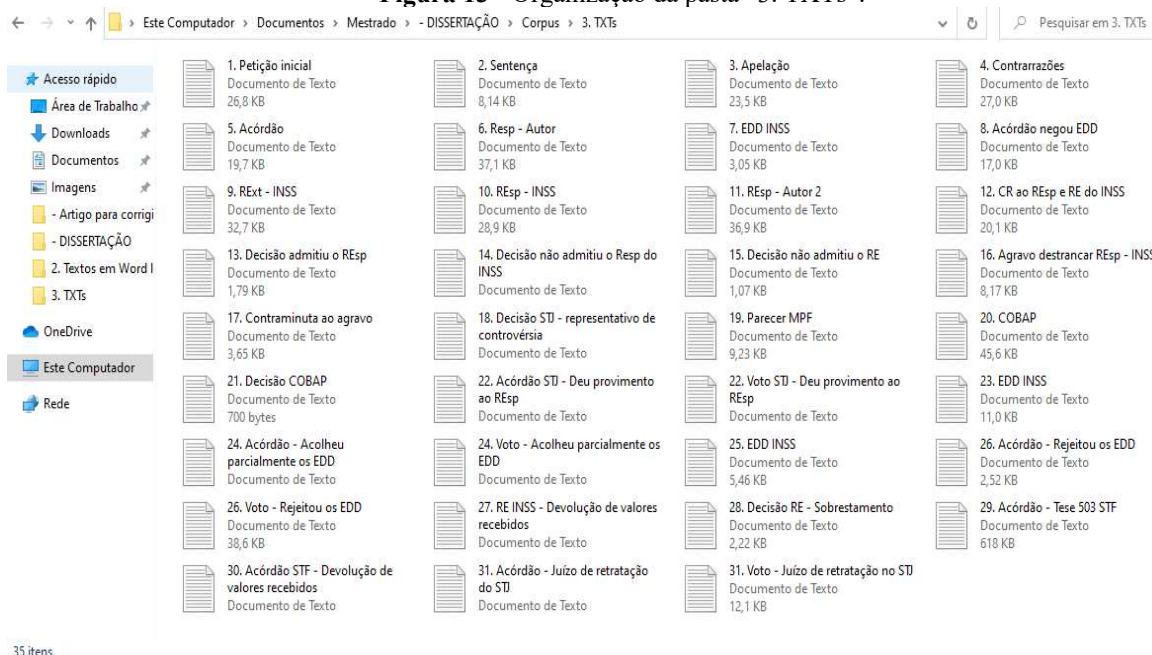 Figura 15 - Organização da pasta "3. TXTs".
Este Computador > Documentos > Mestrado > - DISSERTAÇÃO > Corpus > 3. TXTs
Pesquisar em 3. TXTs
Acesso rápido
Área de Trabalho
Downloads
Documentos
Imagens
- Artigo para corrigi
- DISSERTAÇÃO
2. Textos em Word I
3. TXTs
OneDrive
Este Computador
Rede
1. Petição inicial
Documento de Texto
26,8 KB
2. Sentença
Documento de Texto
8,14 KB
3. Apelação
Documento de Texto
23,5 KB
4. Contrarrazões
Documento de Texto
27,0 KB
5. Acórdão
Documento de Texto
19,7 KB
6. Resp - Autor
Documento de Texto
37,1 KB
7. EDD INSS
Documento de Texto
3,05 KB
8. Acórdão negou EDD
Documento de Texto
17,0 KB
9. RExt - INSS
Documento de Texto
32,7 KB
10. REsp - INSS
Documento de Texto
28,9 KB
11. REsp - Autor 2
Documento de Texto
36,9 KB
12. CR ao REsp e RE do INSS
Documento de Texto
20,1 KB
13. Decisão admitiu o REsp
Documento de Texto
1,79 KB
14. Decisão não admitiu o Resp do
INSS
Documento de Texto
15. Decisão não admitiu o RE
Documento de Texto
1,07 KB
16. Agravo destrancar REsp - INSS
Documento de Texto
8,17 KB
17. Contraminuta ao agravo
Documento de Texto
3,65 KB
18. Decisão STJ - representativo de
controvérsia
Documento de Texto
19. Parecer MPF
Documento de Texto
9,23 KB
20. COBAP
Documento de Texto
45,6 KB
21. Decisão COBAP
Documento de Texto
700 bytes
22. Acórdão STJ - Deu provimento
ao REsp
Documento de Texto
22. Voto STJ - Deu provimento ao
REsp
Documento de Texto
23. EDD INSS
Documento de Texto
11,0 KB
24. Acórdão - Acolheu
parcialmente os EDD
Documento de Texto
24. Voto - Acolheu parcialmente os
EDD
Documento de Texto
25. EDD INSS
Documento de Texto
5,46 KB
26. Acórdão - Rejeitou os EDD
Documento de Texto
2,52 KB
26. Voto - Rejeitou os EDD
Documento de Texto
38,6 KB
27. RE INSS - Devolução de valores
recebidos
Documento de Texto
28. Decisão RE - Sobrestamento
Documento de Texto
2,22 KB
29. Acórdão - Tese 503 STF
Documento de Texto
618 KB
30. Acórdão STF - Devolução de
valores recebidos
Documento de Texto
31. Acórdão - Juízo de retratação
do STJ
Documento de Texto
31. Voto - Juízo de retratação no STJ
Documento de Texto
12,1 KB
35 itens